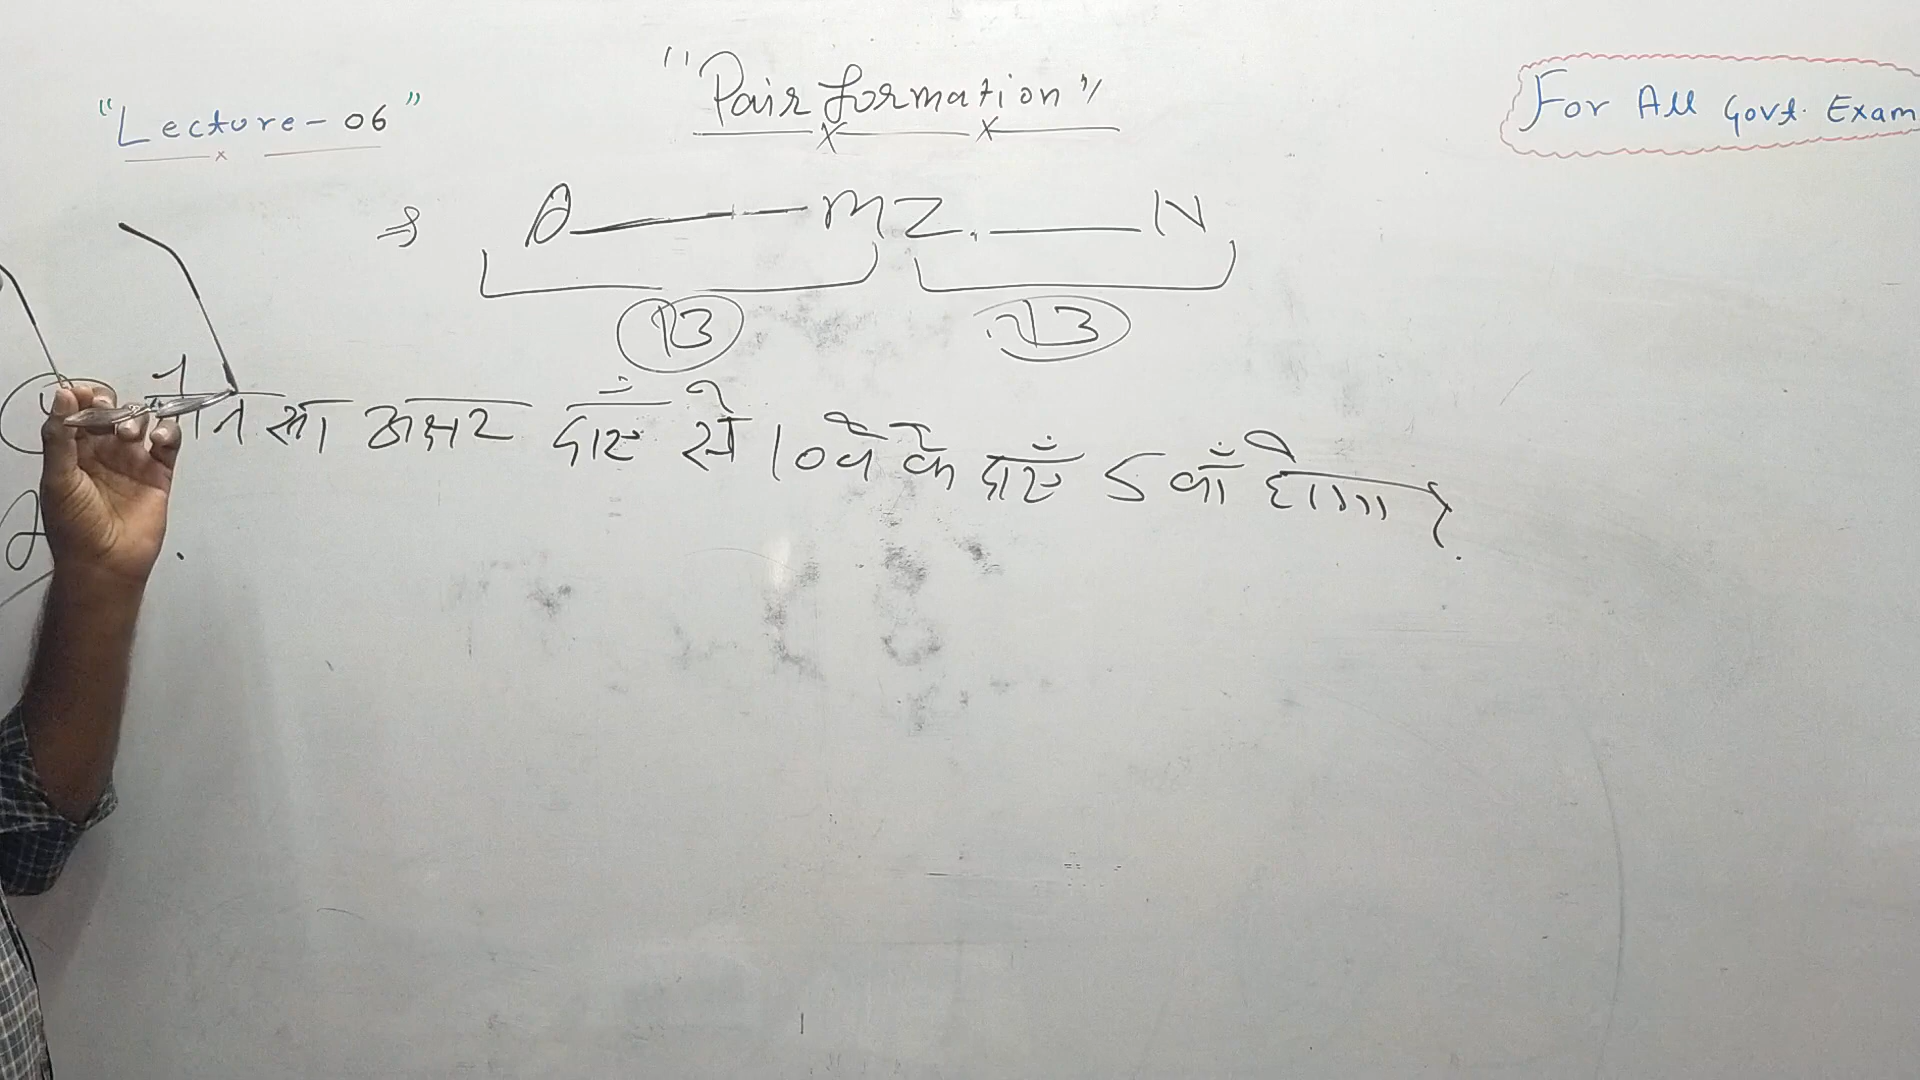 "Lecture-06"
"Pair formation"
For All Govt. Exam
⇒ A——MZ.——N
13 13
कौन सा अक्षर दाएँ से 10वें के दाएँ 5वाँ होगा?